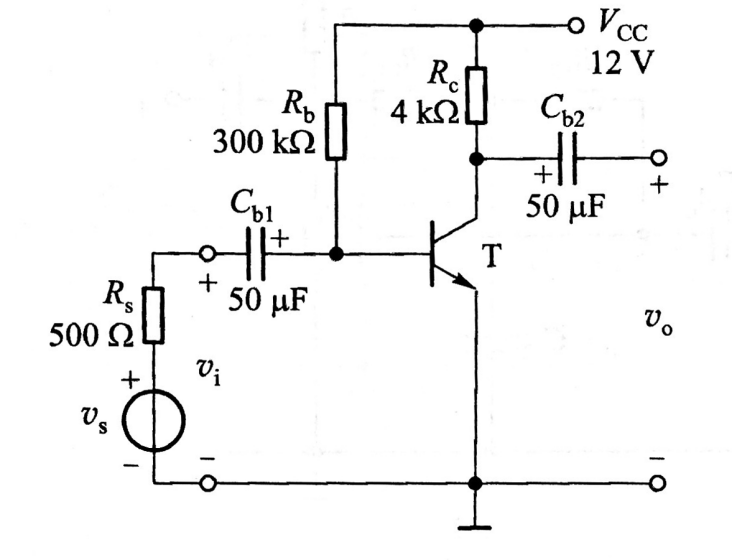 V_CC
12 V
R_c
4 kΩ
R_b
300 kΩ
C_b2
+
50 μF
+
C_b1
+
+
50 μF
T
R_s
500 Ω
v_i
v_o
+
v_s
−
−
−